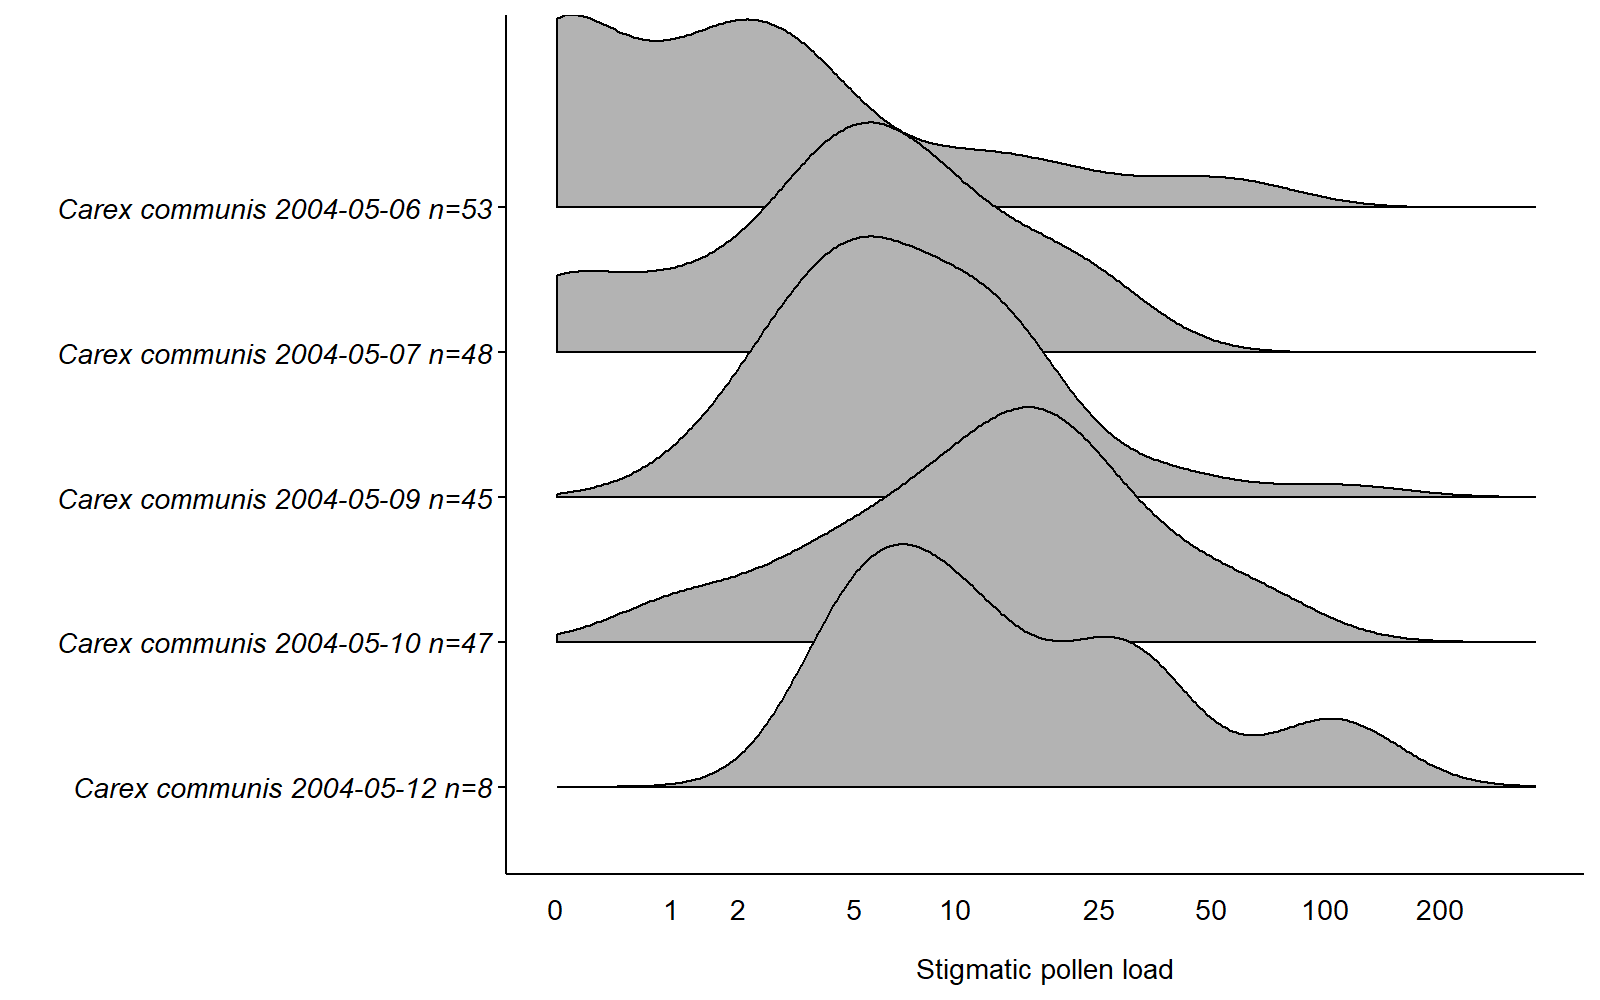 Carex communis 2004-05-06 n=53
Carex communis 2004-05-07 n=48
Carex communis 2004-05-09 n=45
Carex communis 2004-05-10 n=47
Carex communis 2004-05-12 n=8
0 1 2 5 10 25 50 100 200
Stigmatic pollen load